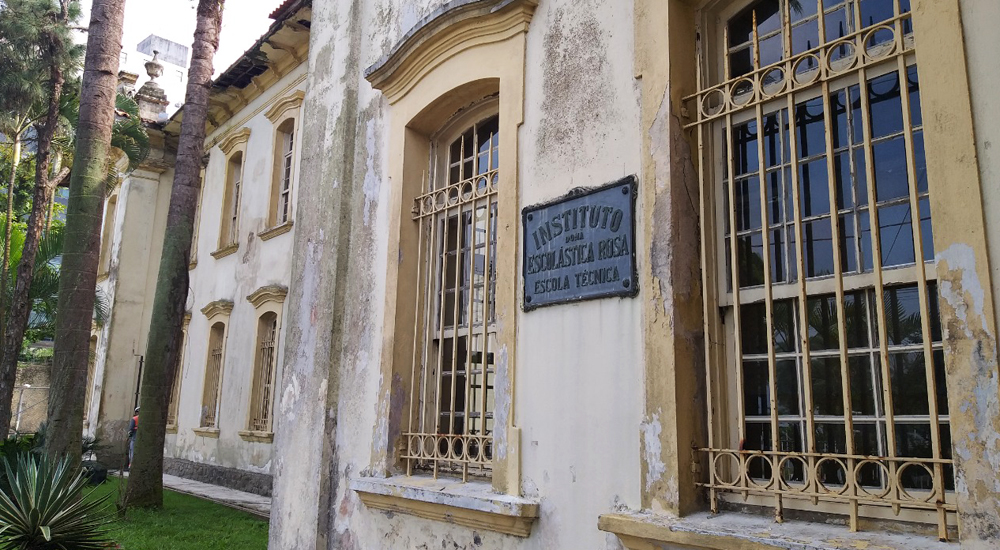 INSTITUTO
DONA
ESCOLÁSTICA ROSA
ESCOLA TÉCNICA